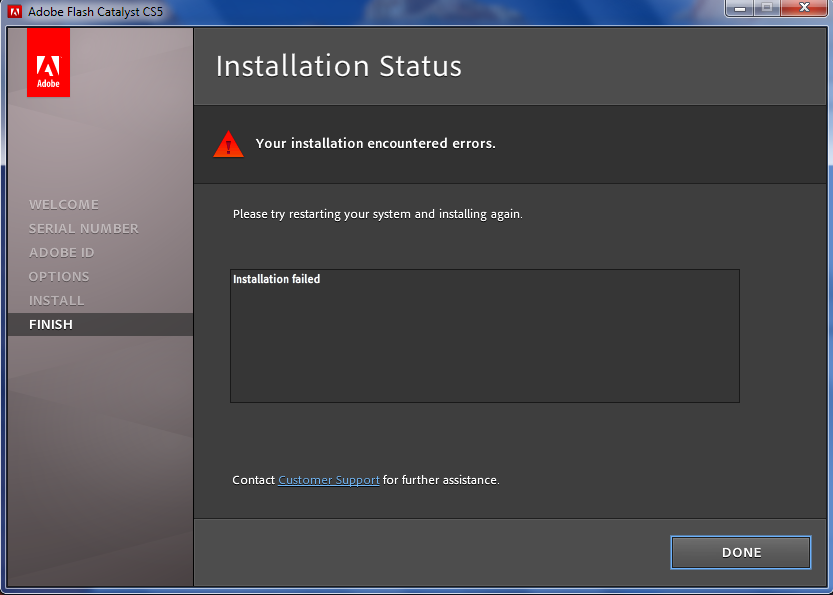 Adobe Flash Catalyst CS5
Adobe
Installation Status
Your installation encountered errors.
WELCOME
SERIAL NUMBER
ADOBE ID
OPTIONS
INSTALL
FINISH
Please try restarting your system and installing again.
Installation failed
Contact Customer Support for further assistance.
DONE